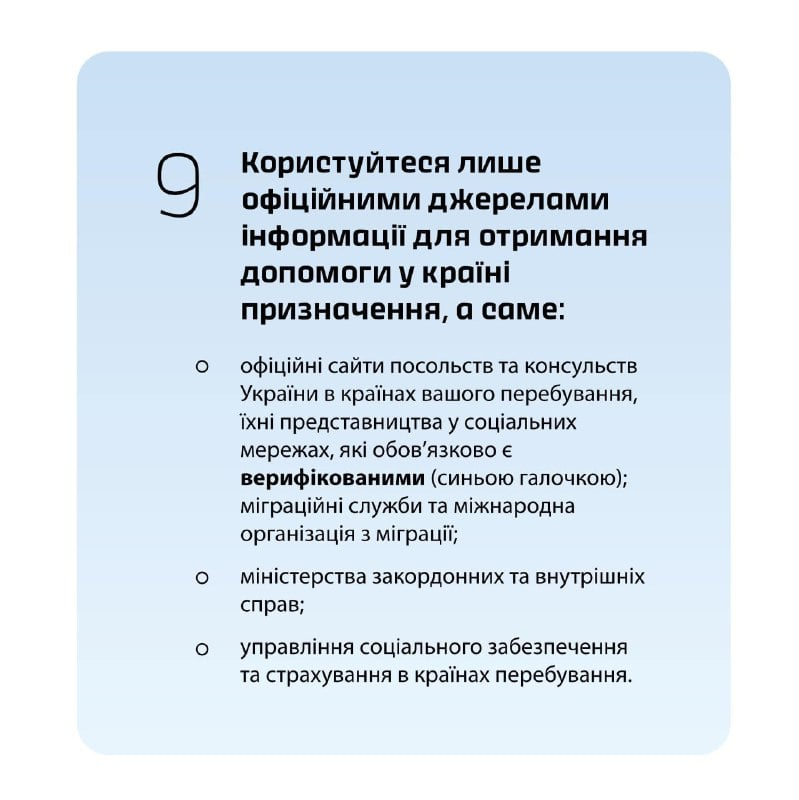 9
Користуйтеся лише
офіційними джерелами
інформації для отримання
допомоги у країні
призначення, а саме:
офіційні сайти посольств та консульств
України в країнах вашого перебування,
їхні представництва у соціальних
мережах, які обов’язково є
верифікованими (синьою галочкою);
міграційні служби та міжнародна
організація з міграції;
міністерства закордонних та внутрішніх
справ;
управління соціального забезпечення
та страхування в країнах перебування.